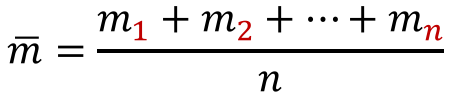 m̅ = (m₁ + m₂ + ⋯ + mₙ) / n